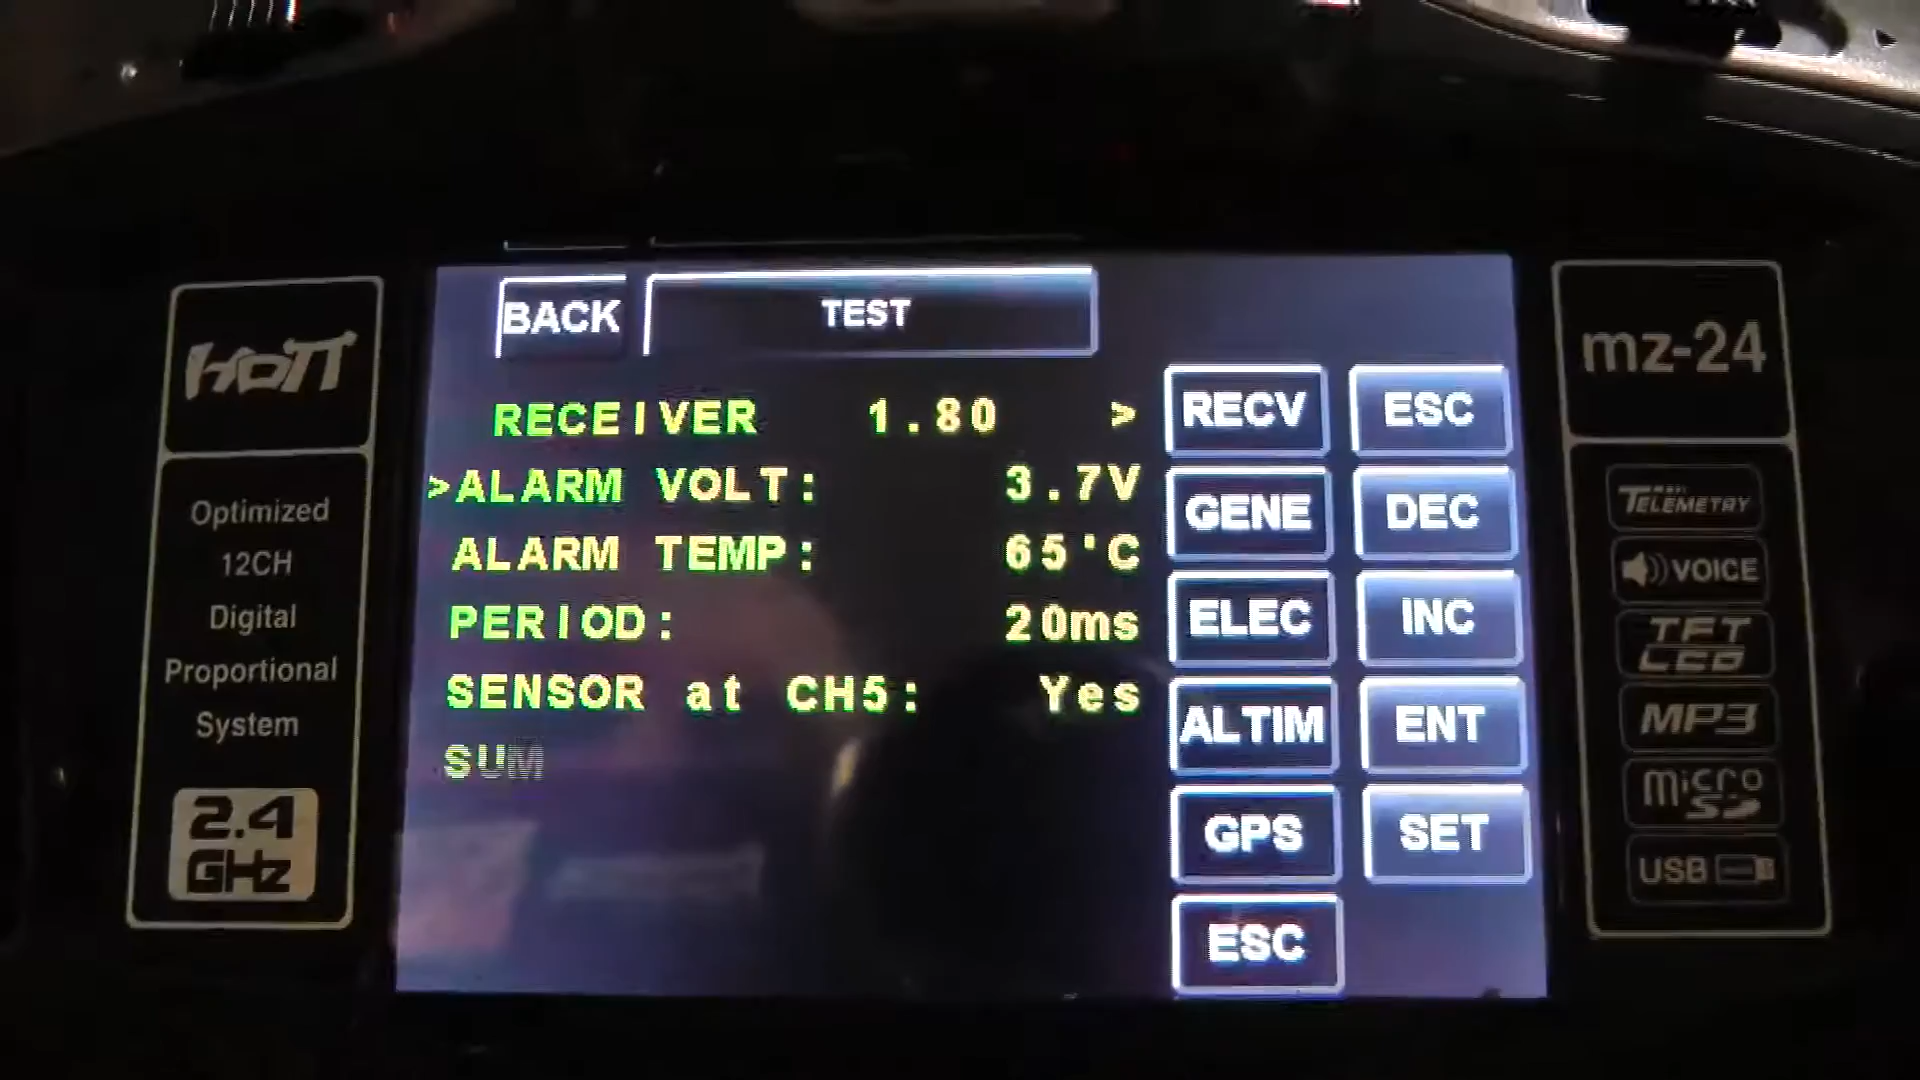 BACK TEST
RECEIVER 1.80 >
>ALARM VOLT: 3.7V
ALARM TEMP: 65'C
PERIOD: 20ms
SENSOR at CH5: Yes
SUM
RECV ESC
GENE DEC
ELEC INC
ALTIM ENT
GPS SET
ESC
HoTT
Optimized
12CH
Digital
Proportional
System
2.4
GHz
mz-24
TELEMETRY
VOICE
TFT
LCD
MP3
micro
SD
USB